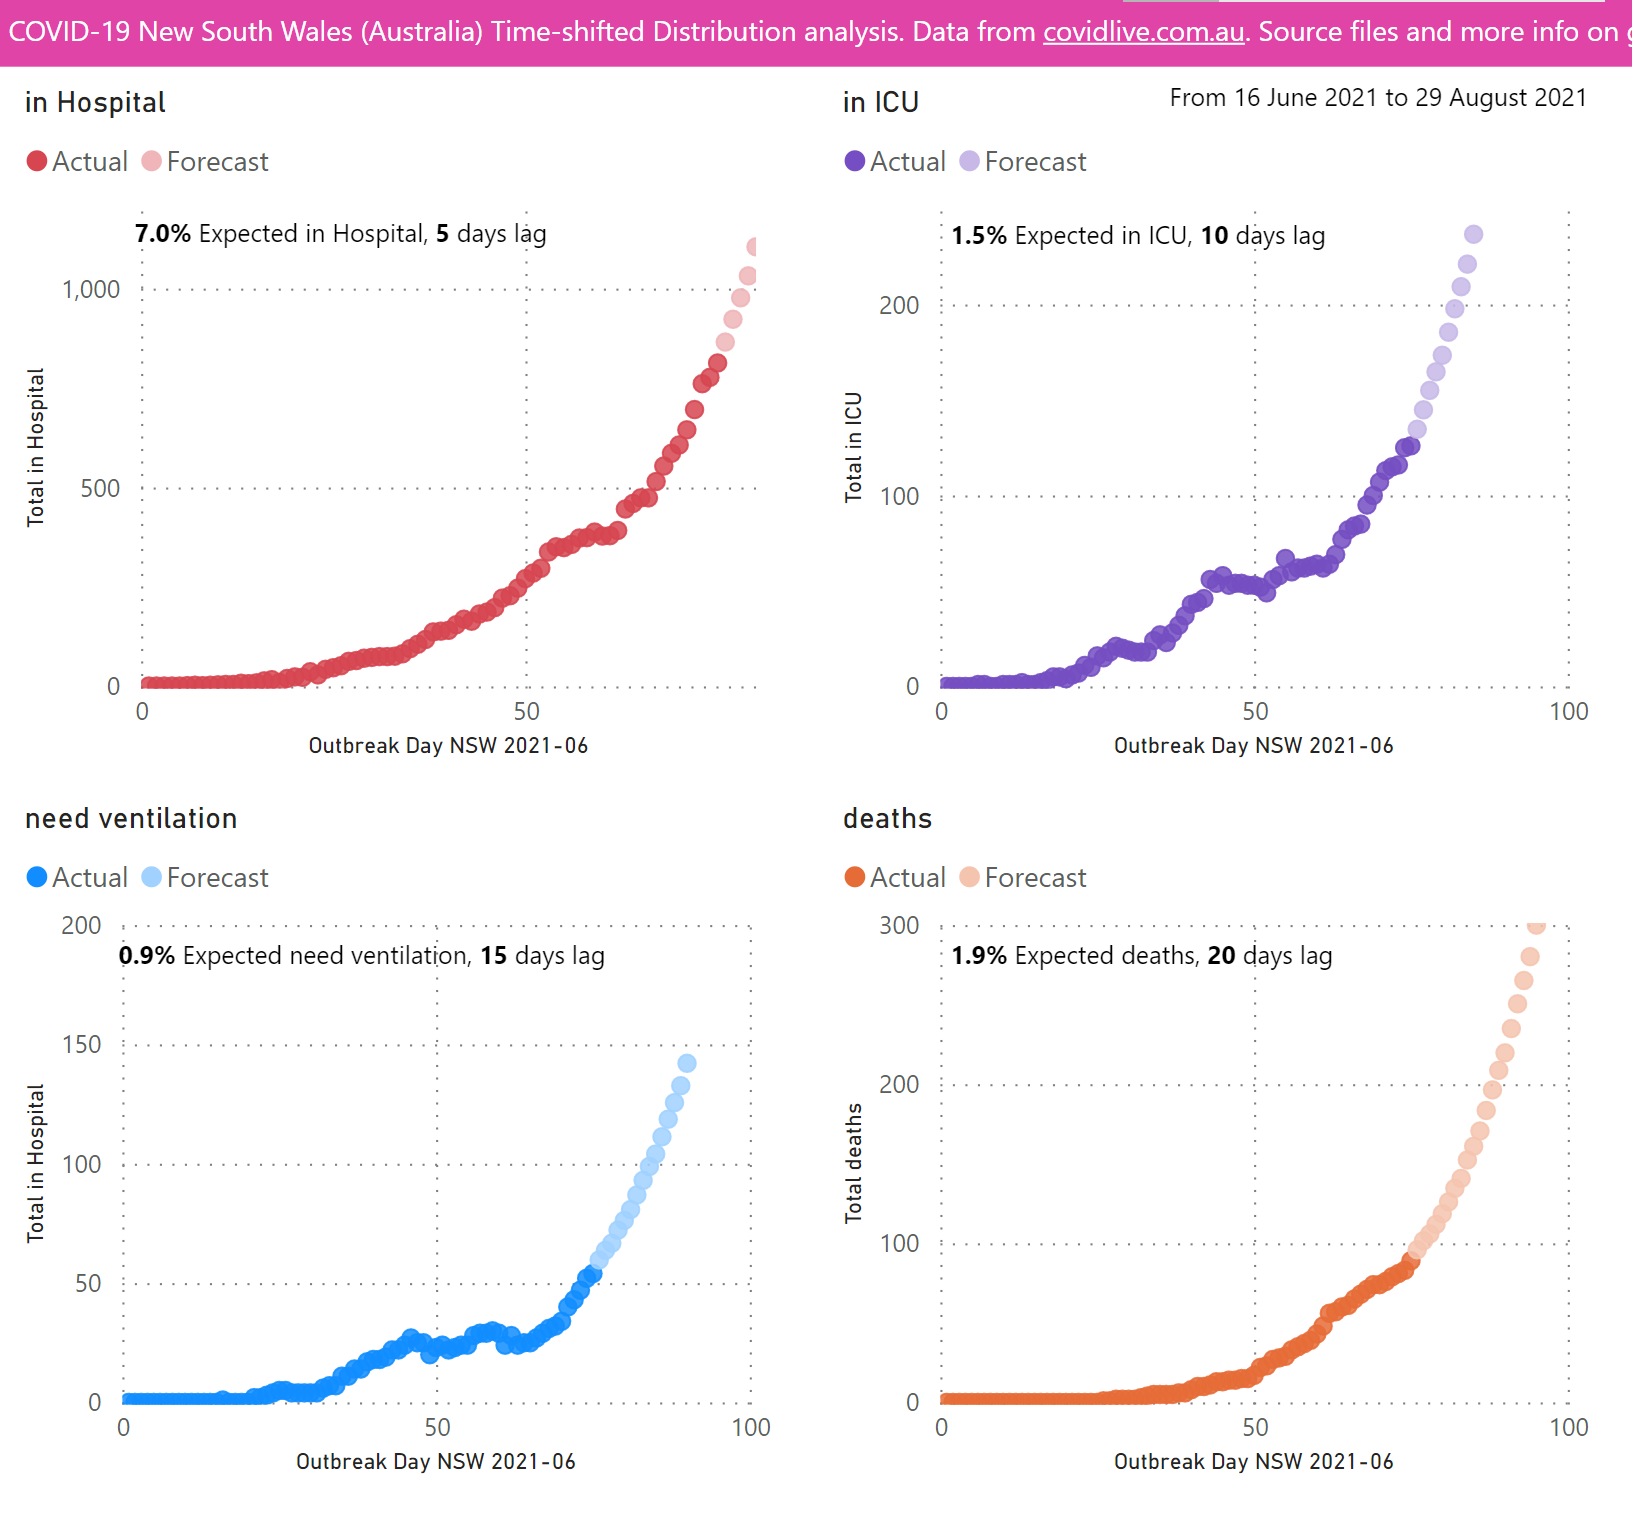 COVID-19 New South Wales (Australia) Time-shifted Distribution analysis. Data from covidlive.com.au. Source files and more info on
in Hospital
Actual Forecast
7.0% Expected in Hospital, 5 days lag
Total in Hospital
1,000
500
0
0 50
Outbreak Day NSW 2021-06
in ICU
From 16 June 2021 to 29 August 2021
Actual Forecast
1.5% Expected in ICU, 10 days lag
Total in ICU
200
100
0
0 50 100
Outbreak Day NSW 2021-06
need ventilation
Actual Forecast
0.9% Expected need ventilation, 15 days lag
Total in Hospital
200
150
100
50
0
0 50 100
Outbreak Day NSW 2021-06
deaths
Actual Forecast
1.9% Expected deaths, 20 days lag
Total deaths
300
200
100
0
0 50 100
Outbreak Day NSW 2021-06